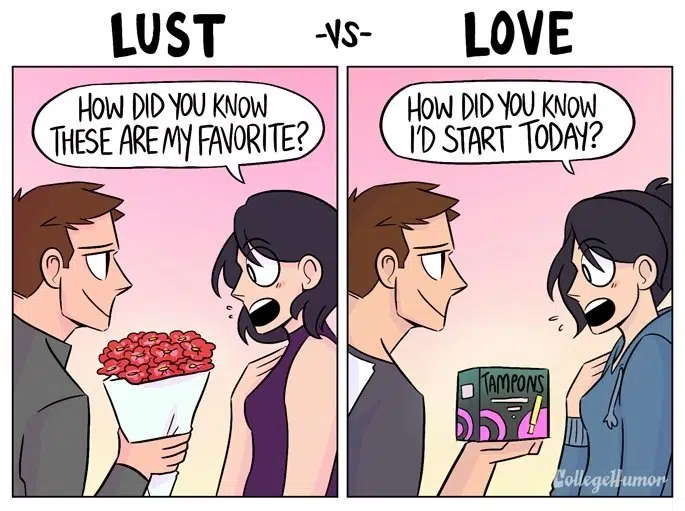 LUST -VS- LOVE
HOW DID YOU KNOW
THESE ARE MY FAVORITE?
HOW DID YOU KNOW
I'D START TODAY?
TAMPONS
CollegeHumor